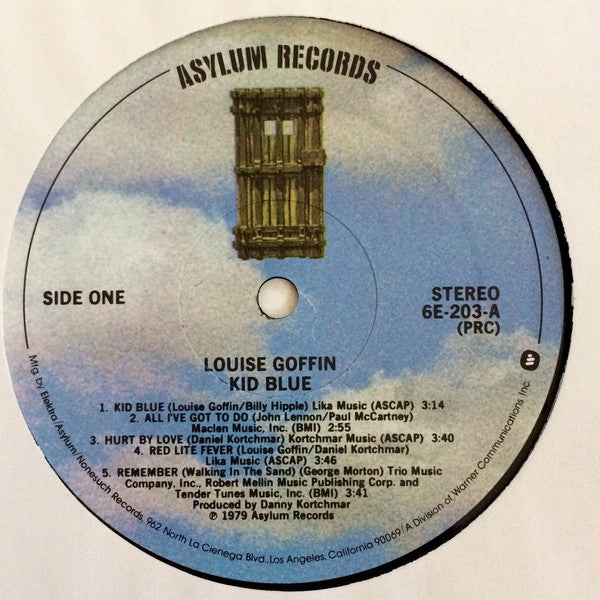 ASYLUM RECORDS
SIDE ONE
STEREO
6E-203-A
(PRC)
LOUISE GOFFIN
KID BLUE
1. KID BLUE (Louise Goffin/Billy Hipple) Lika Music (ASCAP) 3:14
2. ALL I'VE GOT TO DO (John Lennon/Paul McCartney)
Maclen Music, Inc. (BMI) 2:55
3. HURT BY LOVE (Daniel Kortchmar) Kortchmar Music (ASCAP) 3:40
4. RED LITE FEVER (Louise Goffin/Daniel Kortchmar)
Lika Music (ASCAP) 3:46
5. REMEMBER (Walking In The Sand) (George Morton) Trio Music
Company, Inc., Robert Mellin Music Publishing Corp. and
Tender Tunes Music, Inc. (BMI) 3:41
Produced by Danny Kortchmar
℗ 1979 Asylum Records
Mfg. by Elektra/Asylum/Nonesuch Records, 962 North La Cienega Blvd., Los Angeles, California 90069/A Division of Warner Communications Inc.